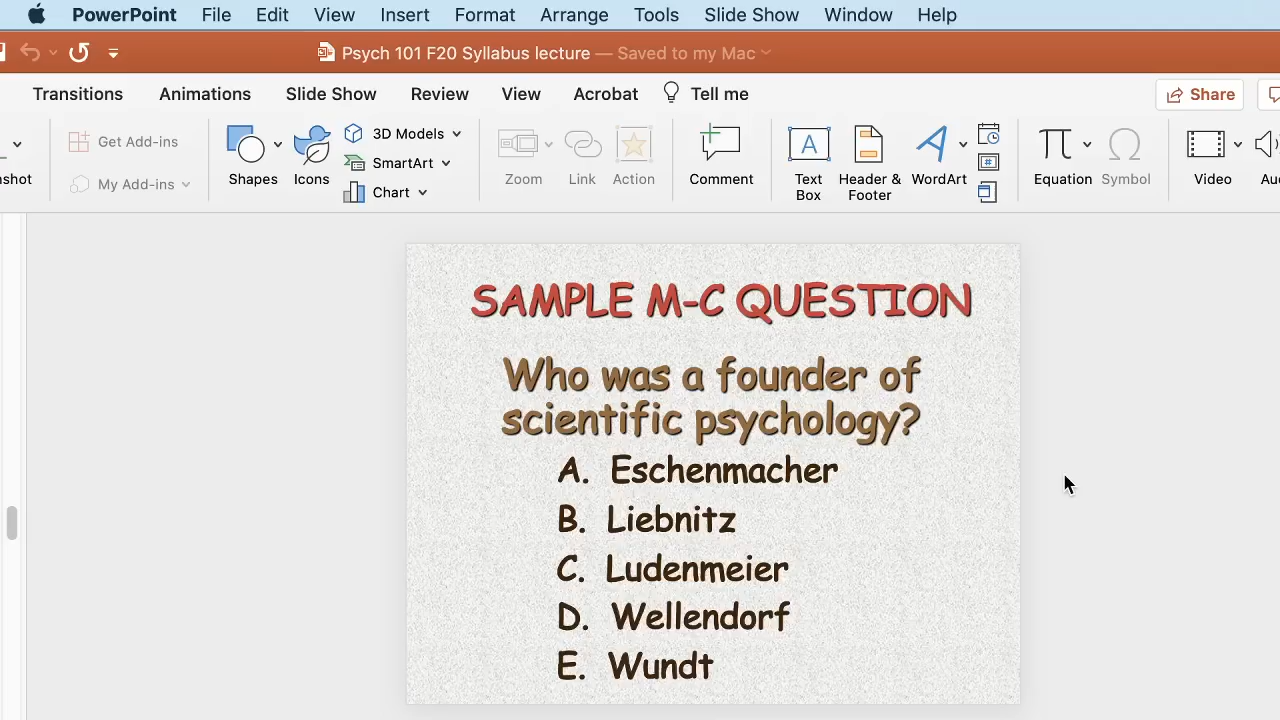 PowerPoint File Edit View Insert Format Arrange Tools Slide Show Window Help
Psych 101 F20 Syllabus lecture — Saved to my Mac
Transitions Animations Slide Show Review View Acrobat Tell me Share
Get Add-ins
My Add-ins
Shapes
Icons
3D Models
SmartArt
Chart
Zoom
Link
Action
Comment
Text
Box
Header &
Footer
WordArt
Equation
Symbol
Video
SAMPLE M-C QUESTION
Who was a founder of
scientific psychology?
A. Eschenmacher
B. Liebnitz
C. Ludenmeier
D. Wellendorf
E. Wundt